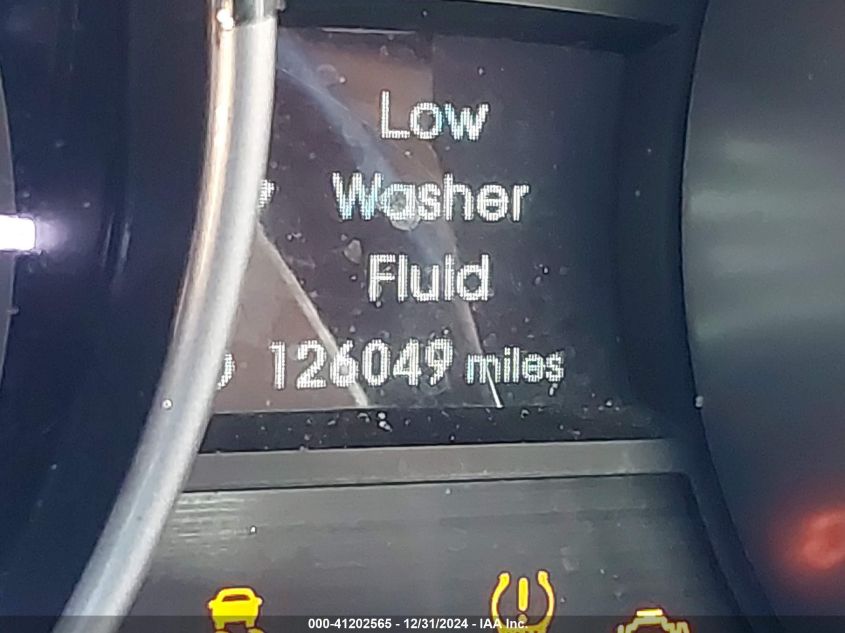 Low
Washer
Fluid
126049 miles
000-41202565 - 12/31/2024 - IAA Inc.